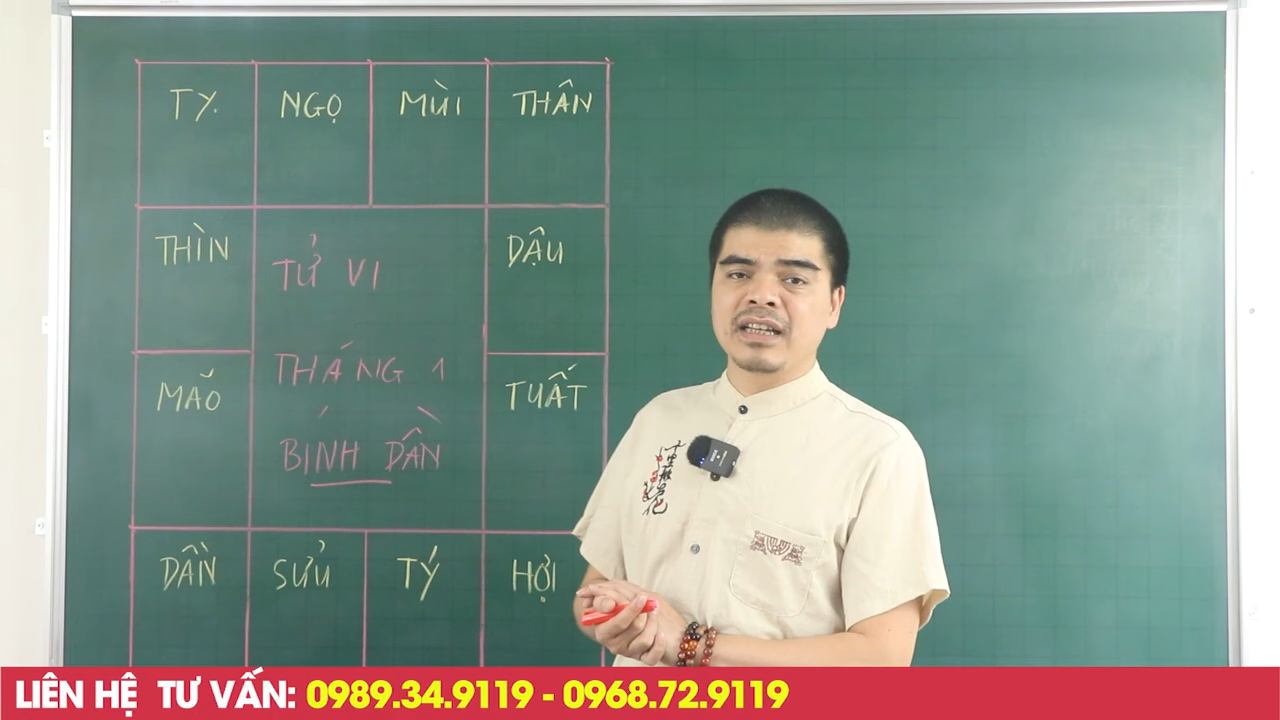 TỴ NGỌ MÙI THÂN
THÌN DẬU
TỬ VI
THÁNG 1
MÃO TUẤT
BÍNH DẦN
DẦN SỬU TÝ HỢI
LIÊN HỆ TƯ VẤN: 0989.34.9119 - 0968.72.9119